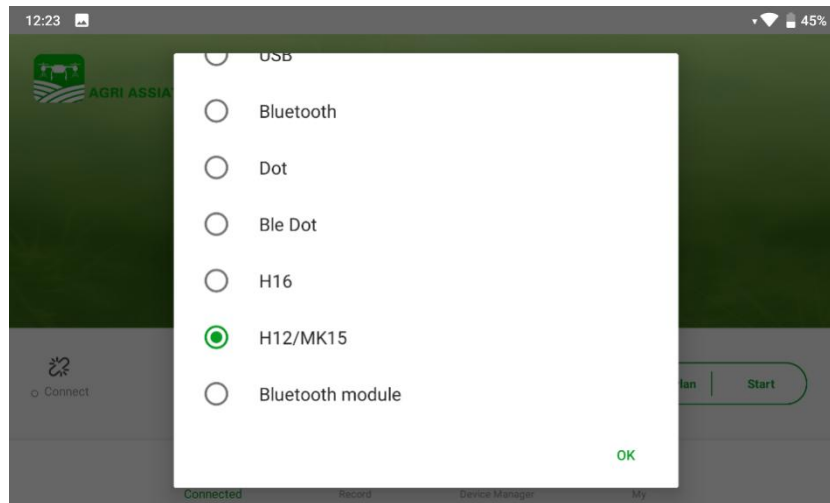 12:23
45%
AGRI ASSIA
USB
Bluetooth
Dot
Ble Dot
H16
H12/MK15
Bluetooth module
Connect
lan
Start
OK
Connected
Record
Device Manager
My